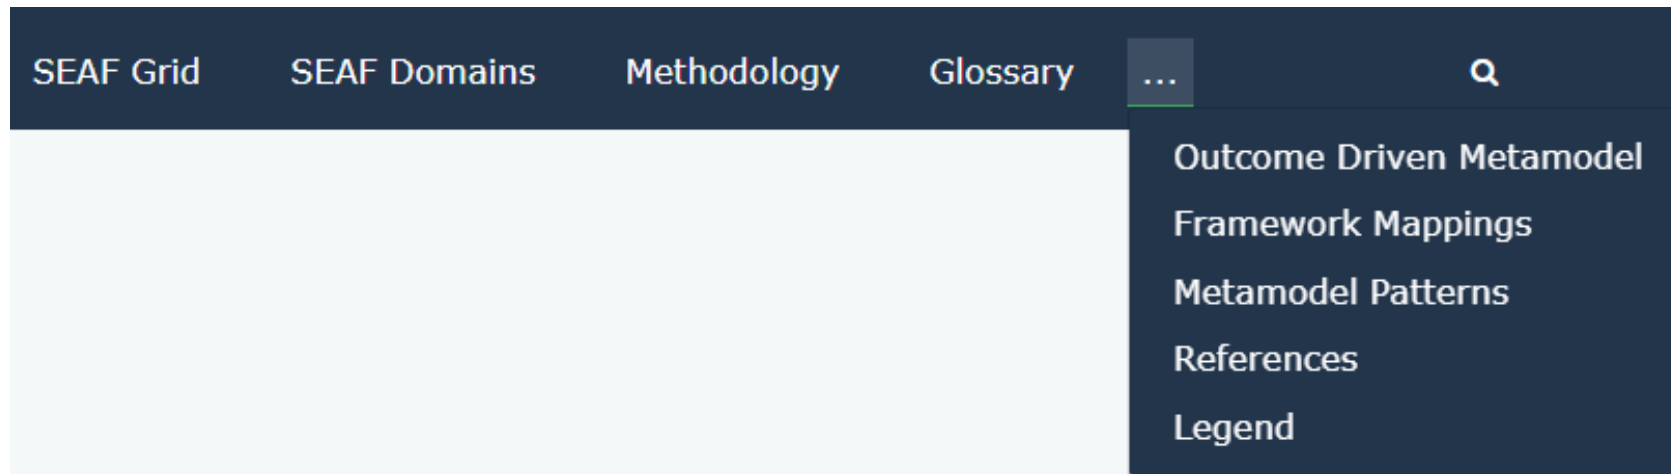 SEAF Grid SEAF Domains Methodology Glossary ...
Outcome Driven Metamodel
Framework Mappings
Metamodel Patterns
References
Legend